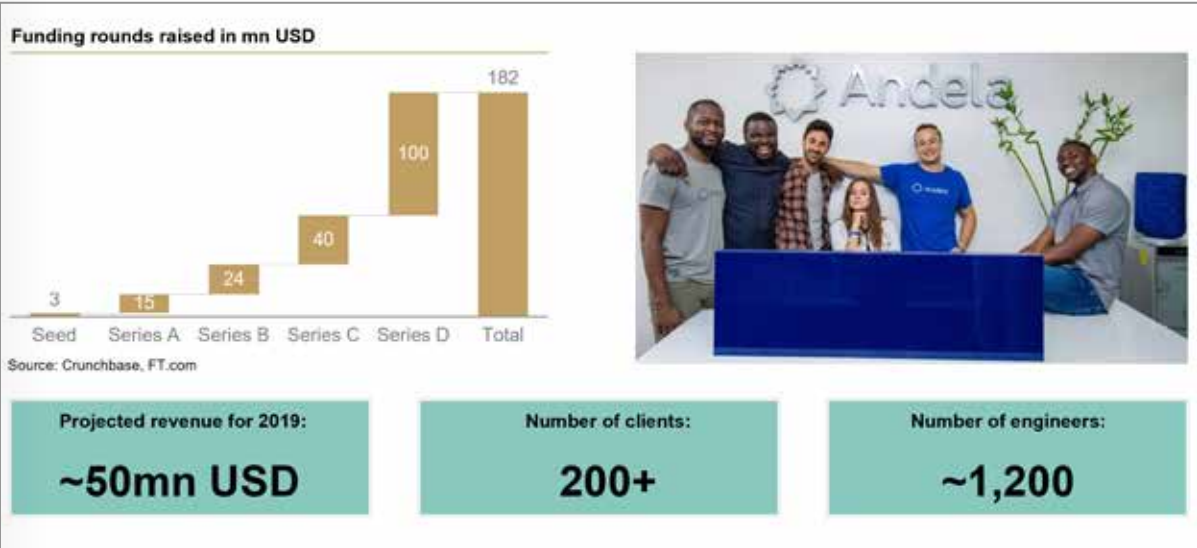 Funding rounds raised in mn USD
182
100
40
24
3
15
Seed Series A Series B Series C Series D Total
Source: Crunchbase, FT.com
Andela
Andela
Projected revenue for 2019:
~50mn USD
Number of clients:
200+
Number of engineers:
~1,200